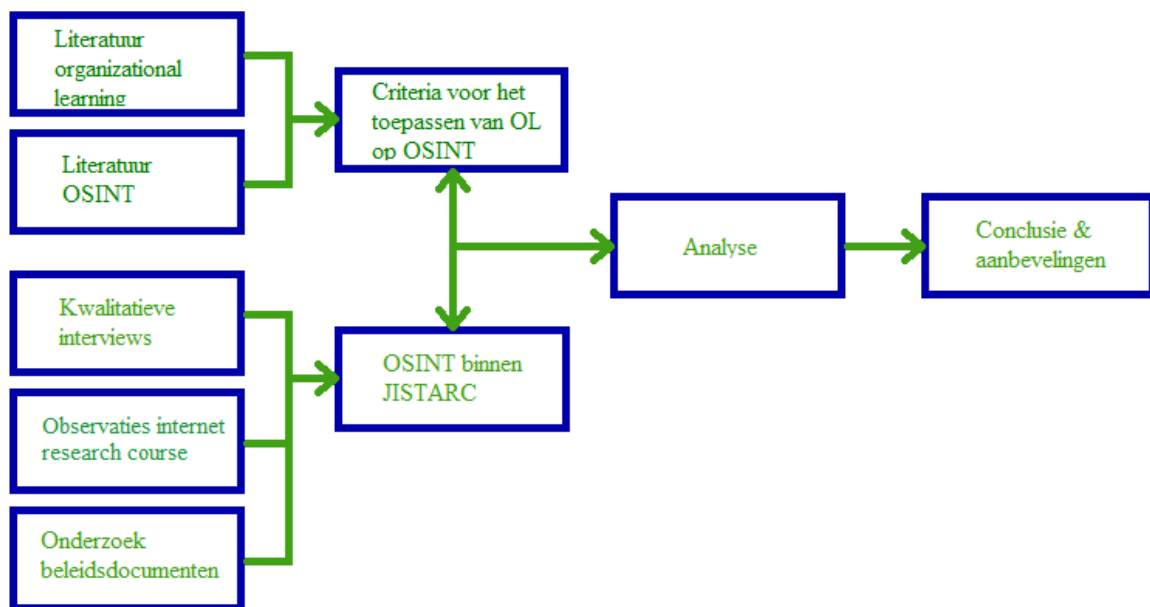 Literatuur
organizational
learning
Literatuur
OSINT
Criteria voor het
toepassen van OL
op OSINT
Analyse
Conclusie &
aanbevelingen
Kwalitatieve
interviews
Observaties internet
research course
Onderzoek
beleidsdocumenten
OSINT binnen
JISTARC